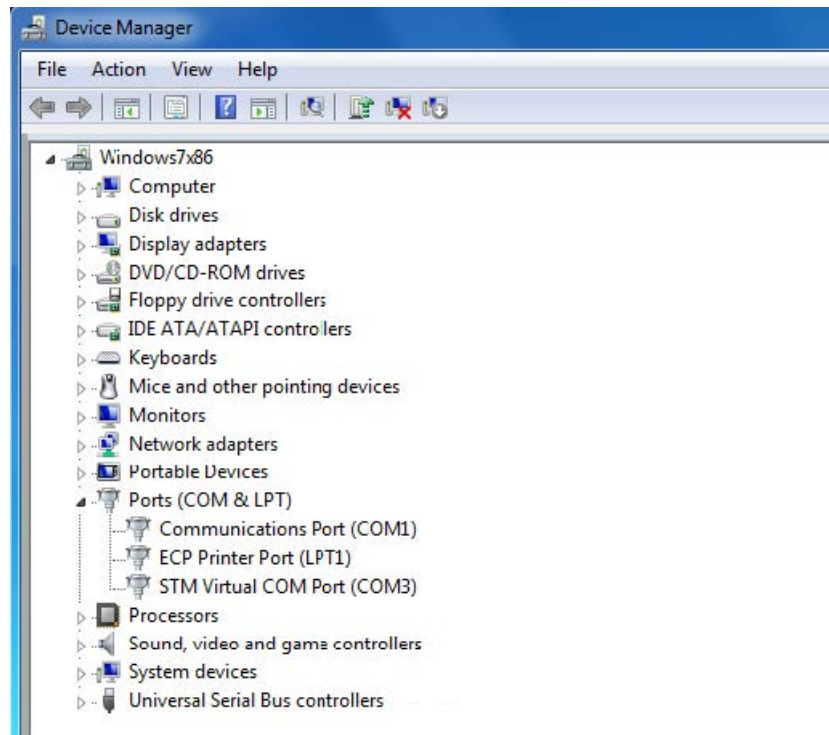 Device Manager
File Action View Help
Windows7x86
Computer
Disk drives
Display adapters
DVD/CD-ROM drives
Floppy drive controllers
IDE ATA/ATAPI controllers
Keyboards
Mice and other pointing devices
Monitors
Network adapters
Portable Devices
Ports (COM & LPT)
Communications Port (COM1)
ECP Printer Port (LPT1)
STM Virtual COM Port (COM3)
Processors
Sound, video and game controllers
System devices
Universal Serial Bus controllers